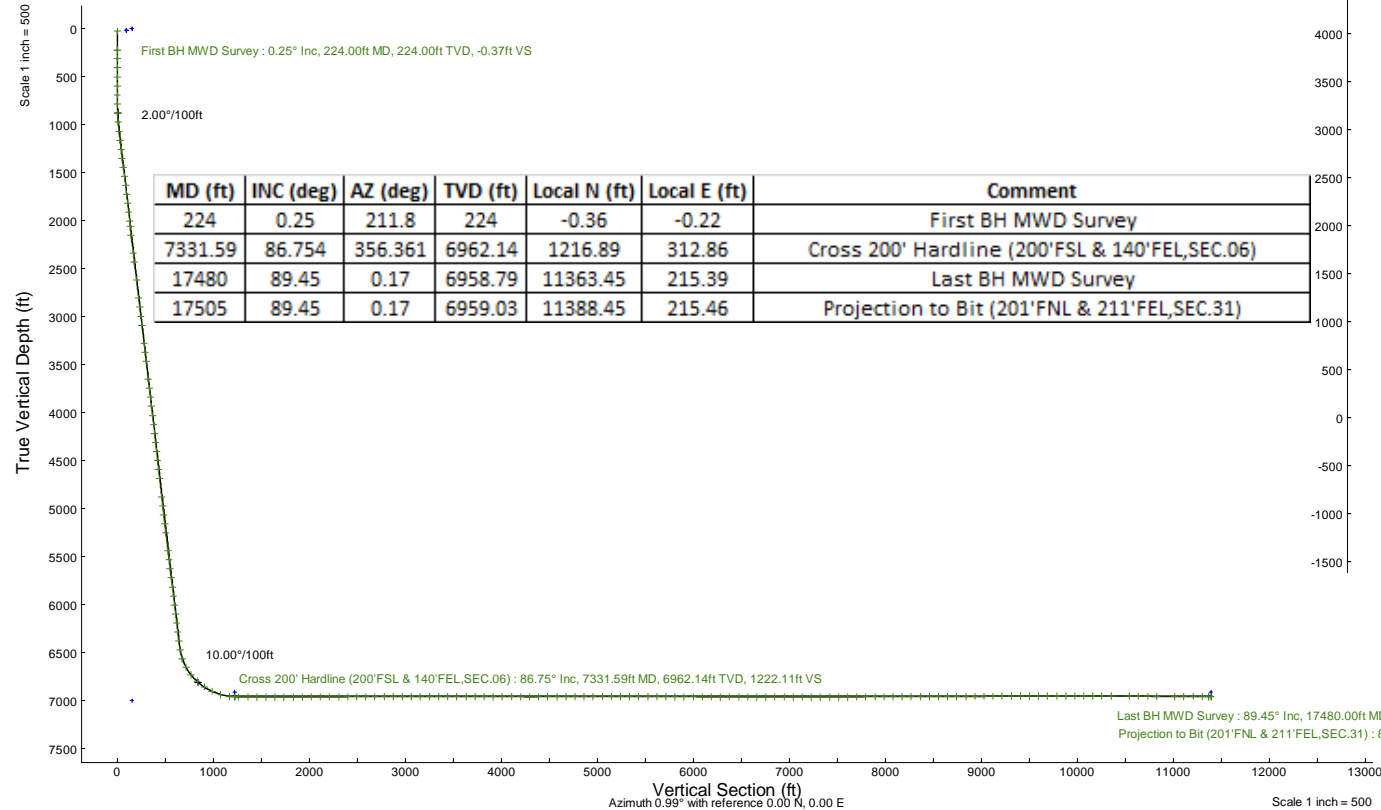 Scale 1 inch = 500
True Vertical Depth (ft)
0
500
1000
1500
2000
2500
3000
3500
4000
4500
5000
5500
6000
6500
7000
7500
First BH MWD Survey : 0.25° Inc, 224.00ft MD, 224.00ft TVD, -0.37ft VS
2.00°/100ft
MD (ft) INC (deg) AZ (deg) TVD (ft) Local N (ft) Local E (ft) Comment
224 0.25 211.8 224 -0.36 -0.22 First BH MWD Survey
7331.59 86.754 356.361 6962.14 1216.89 312.86 Cross 200' Hardline (200'FSL & 140'FEL,SEC.06)
17480 89.45 0.17 6958.79 11363.45 215.39 Last BH MWD Survey
17505 89.45 0.17 6959.03 11388.45 215.46 Projection to Bit (201'FNL & 211'FEL,SEC.31)
10.00°/100ft
Cross 200' Hardline (200'FSL & 140'FEL,SEC.06) : 86.75° Inc, 7331.59ft MD, 6962.14ft TVD, 1222.11ft VS
Last BH MWD Survey : 89.45° Inc, 17480.00ft MD
Projection to Bit (201'FNL & 211'FEL,SEC.31) : 8
4000
3000
2500
2000
1500
1000
500
0
-500
-1000
-1500
0 1000 2000 3000 4000 5000 6000 7000 8000 9000 10000 11000 12000 13000
Vertical Section (ft)
Azimuth 0.99° with reference 0.00 N, 0.00 E
Scale 1 inch = 500